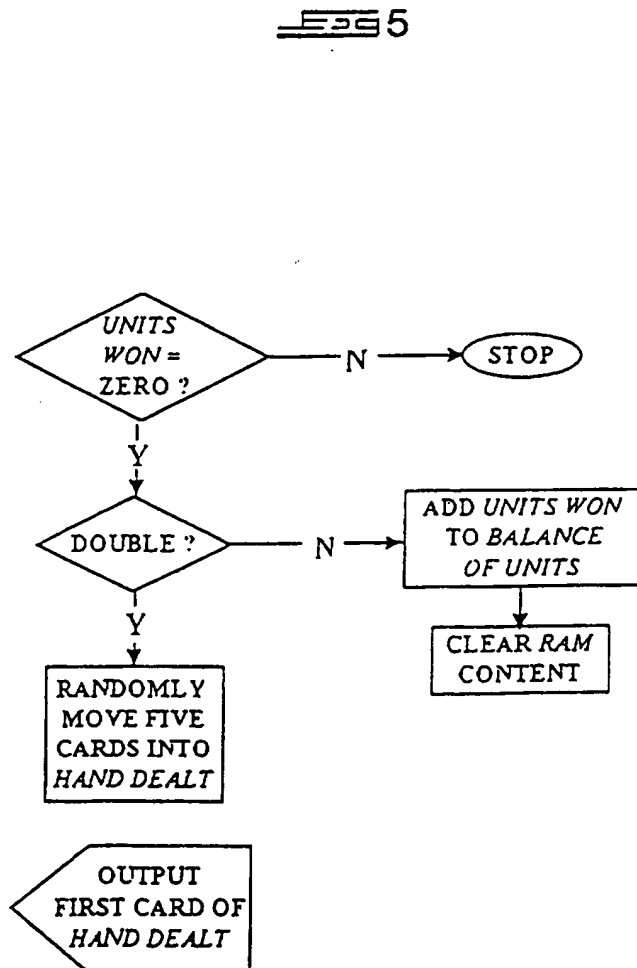 Fig 5
UNITS
WON =
ZERO ?
N
STOP
Y
DOUBLE ?
N
ADD UNITS WON
TO BALANCE
OF UNITS
Y
CLEAR RAM
CONTENT
RANDOMLY
MOVE FIVE
CARDS INTO
HAND DEALT
OUTPUT
FIRST CARD OF
HAND DEALT